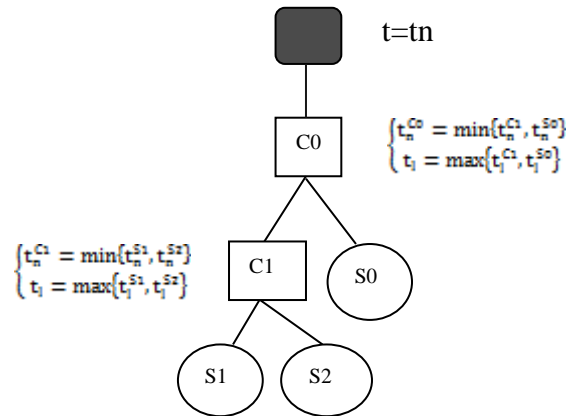 t=tn
C0
{t_n^{C0} = min{t_n^{C1}, t_n^{S0}}
t_l = max{t_l^{C1}, t_l^{S0}}
C1
S0
{t_n^{C1} = min{t_n^{S1}, t_n^{S2}}
t_l = max{t_l^{S1}, t_l^{S2}}
S1
S2